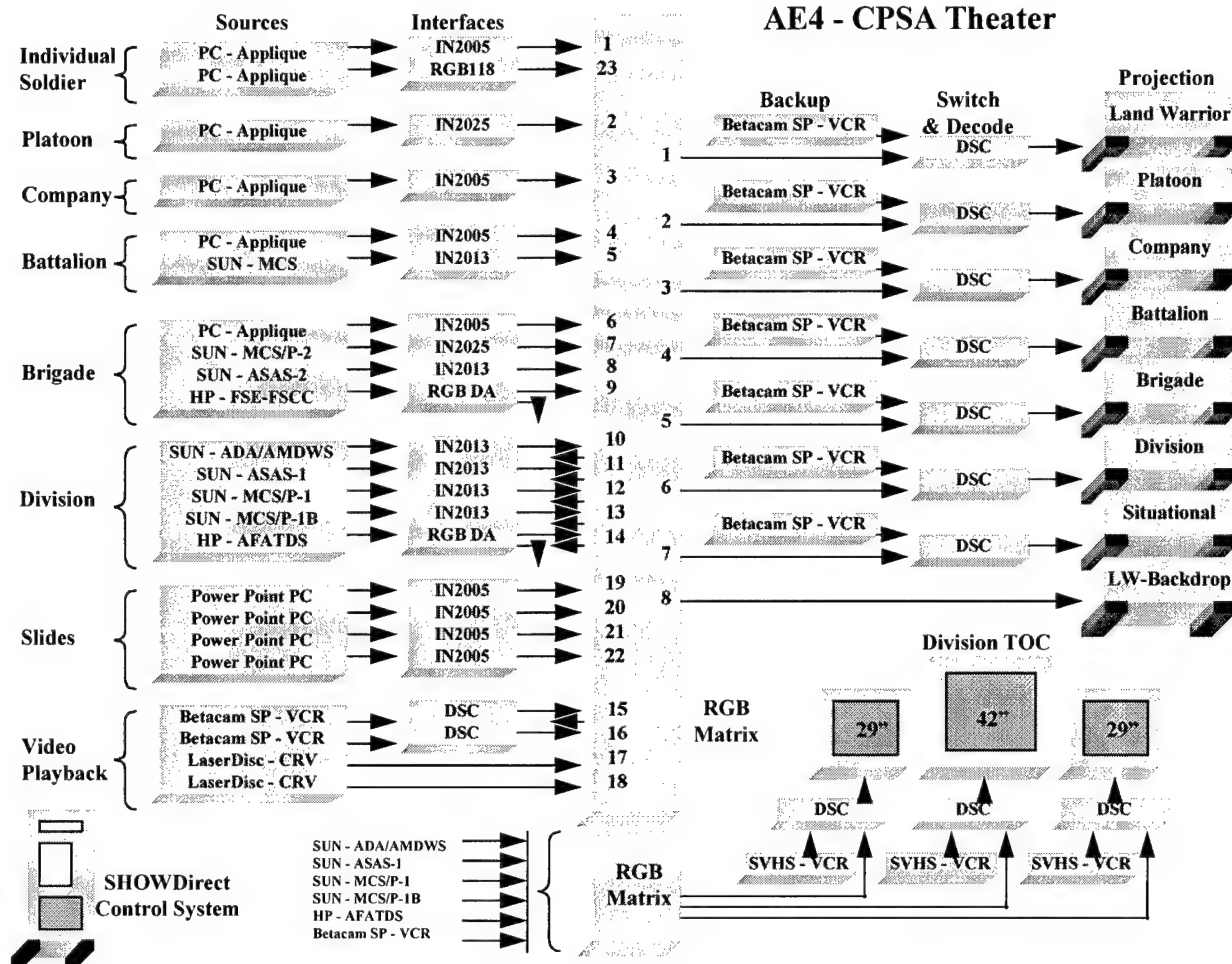 AE4 - CPSA Theater
Sources
Interfaces
Individual
Soldier
PC - Applique
PC - Applique
IN2005
RGB118
1
23
Platoon
PC - Applique
IN2025
2
Company
PC - Applique
IN2005
3
Battalion
PC - Applique
SUN - MCS
IN2005
IN2013
4
5
Brigade
PC - Applique
SUN - MCS/P-2
SUN - ASAS-2
HP - FSE-FSCC
IN2005
IN2025
IN2013
RGB DA
6
7
8
9
Division
SUN - ADA/AMDWS
SUN - ASAS-1
SUN - MCS/P-1
SUN - MCS/P-1B
HP - AFATDS
IN2013
IN2013
IN2013
IN2013
RGB DA
10
11
12
13
14
Slides
Power Point PC
Power Point PC
Power Point PC
Power Point PC
IN2005
IN2005
IN2005
IN2005
19
20
21
22
Video
Playback
Betacam SP - VCR
Betacam SP - VCR
LaserDisc - CRV
LaserDisc - CRV
DSC
DSC
15
16
17
18
RGB
Matrix
Backup
Switch
& Decode
Projection
Betacam SP - VCR
1
DSC
Land Warrior
Betacam SP - VCR
2
DSC
Platoon
Betacam SP - VCR
3
DSC
Company
Betacam SP - VCR
4
DSC
Battalion
Betacam SP - VCR
5
DSC
Brigade
Betacam SP - VCR
6
DSC
Division
Betacam SP - VCR
7
DSC
Situational
8
LW-Backdrop
Division TOC
29”
42”
29”
DSC
DSC
DSC
SVHS - VCR
SVHS - VCR
SVHS - VCR
SHOWDirect
Control System
SUN - ADA/AMDWS
SUN - ASAS-1
SUN - MCS/P-1
SUN - MCS/P-1B
HP - AFATDS
Betacam SP - VCR
RGB
Matrix